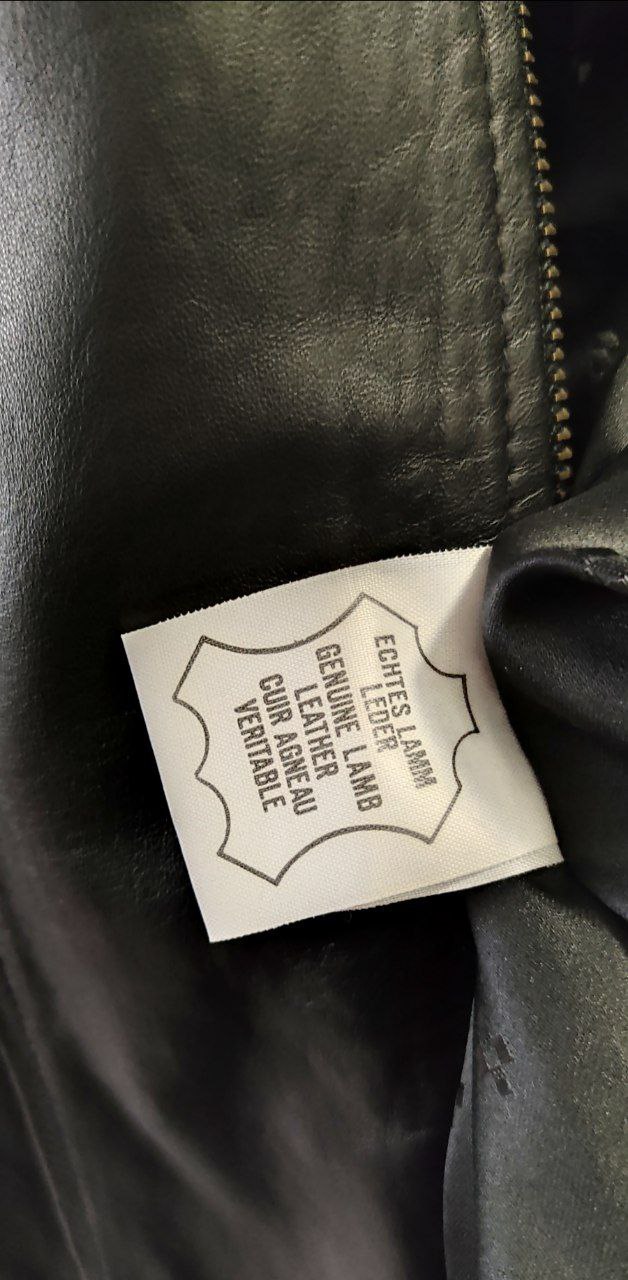 ECHTES LAMM
LEDER
GENUINE LAMB
LEATHER
CUIR AGNEAU
VERITABLE